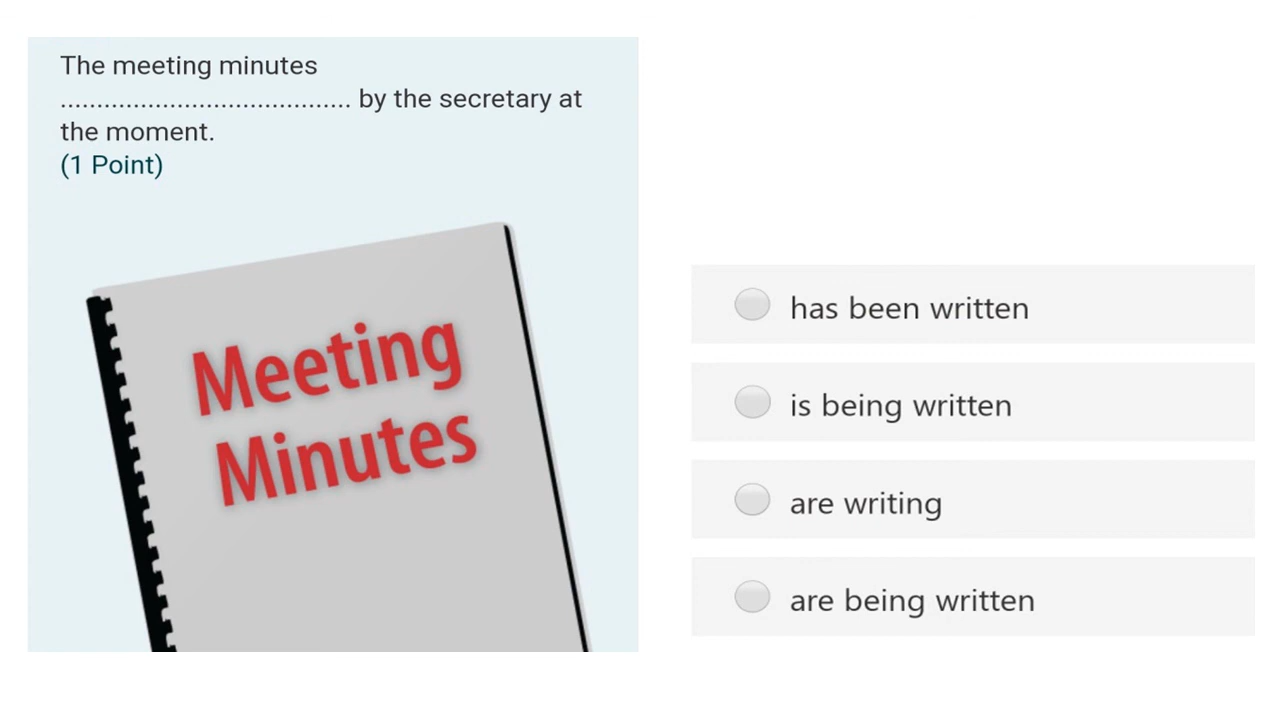 The meeting minutes
....................................... by the secretary at
the moment.
(1 Point)
Meeting
Minutes
has been written
is being written
are writing
are being written